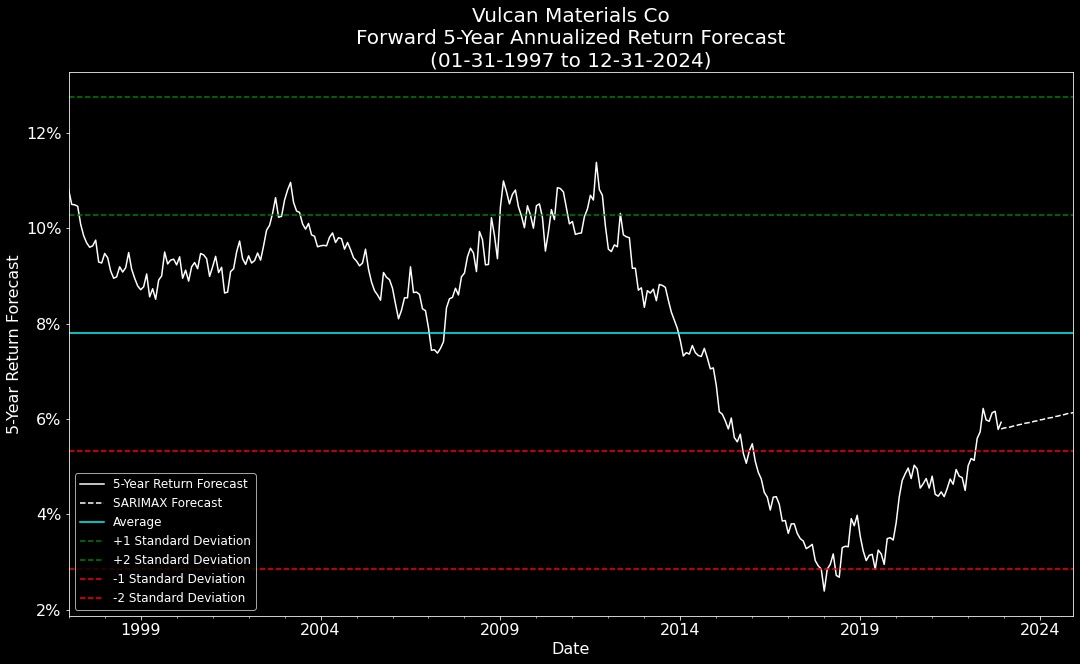 Vulcan Materials Co
Forward 5-Year Annualized Return Forecast
(01-31-1997 to 12-31-2024)
5-Year Return Forecast
12%
10%
8%
6%
4%
2%
5-Year Return Forecast
SARIMAX Forecast
Average
+1 Standard Deviation
+2 Standard Deviation
-1 Standard Deviation
-2 Standard Deviation
1999
2004
2009
2014
2019
2024
Date